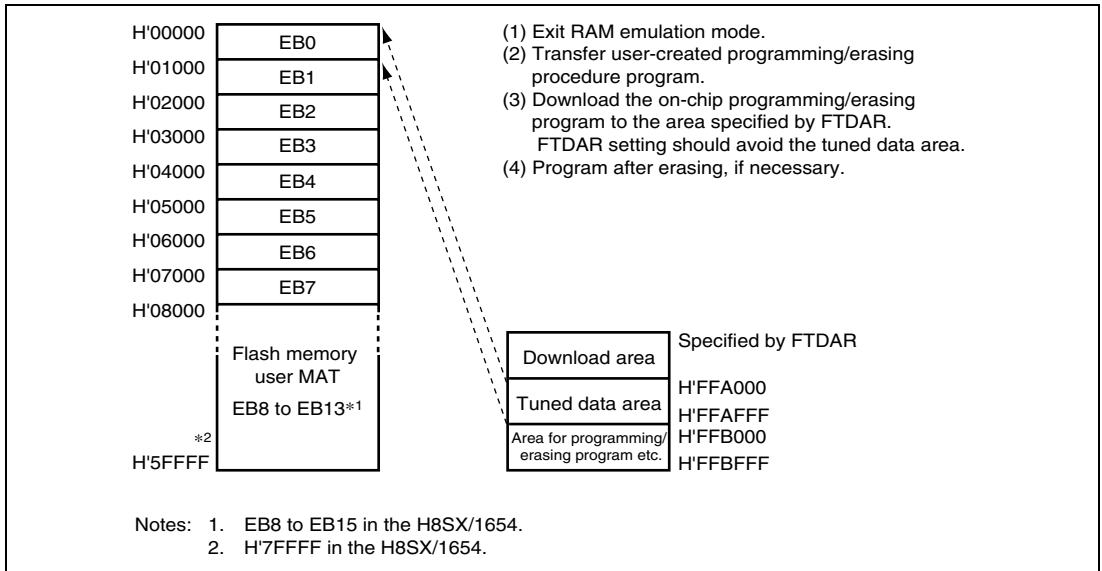 H'00000
EB0
H'01000
EB1
H'02000
EB2
H'03000
EB3
H'04000
EB4
H'05000
EB5
H'06000
EB6
H'07000
EB7
H'08000
Flash memory
user MAT
EB8 to EB13*1
*2
H'5FFFF
(1) Exit RAM emulation mode.
(2) Transfer user-created programming/erasing
procedure program.
(3) Download the on-chip programming/erasing
program to the area specified by FTDAR.
FTDAR setting should avoid the tuned data area.
(4) Program after erasing, if necessary.
Specified by FTDAR
Download area
H'FFA000
Tuned data area
H'FFAFFF
H'FFB000
Area for programming/
erasing program etc.
H'FFBFFF
Notes: 1. EB8 to EB15 in the H8SX/1654.
2. H'7FFFF in the H8SX/1654.